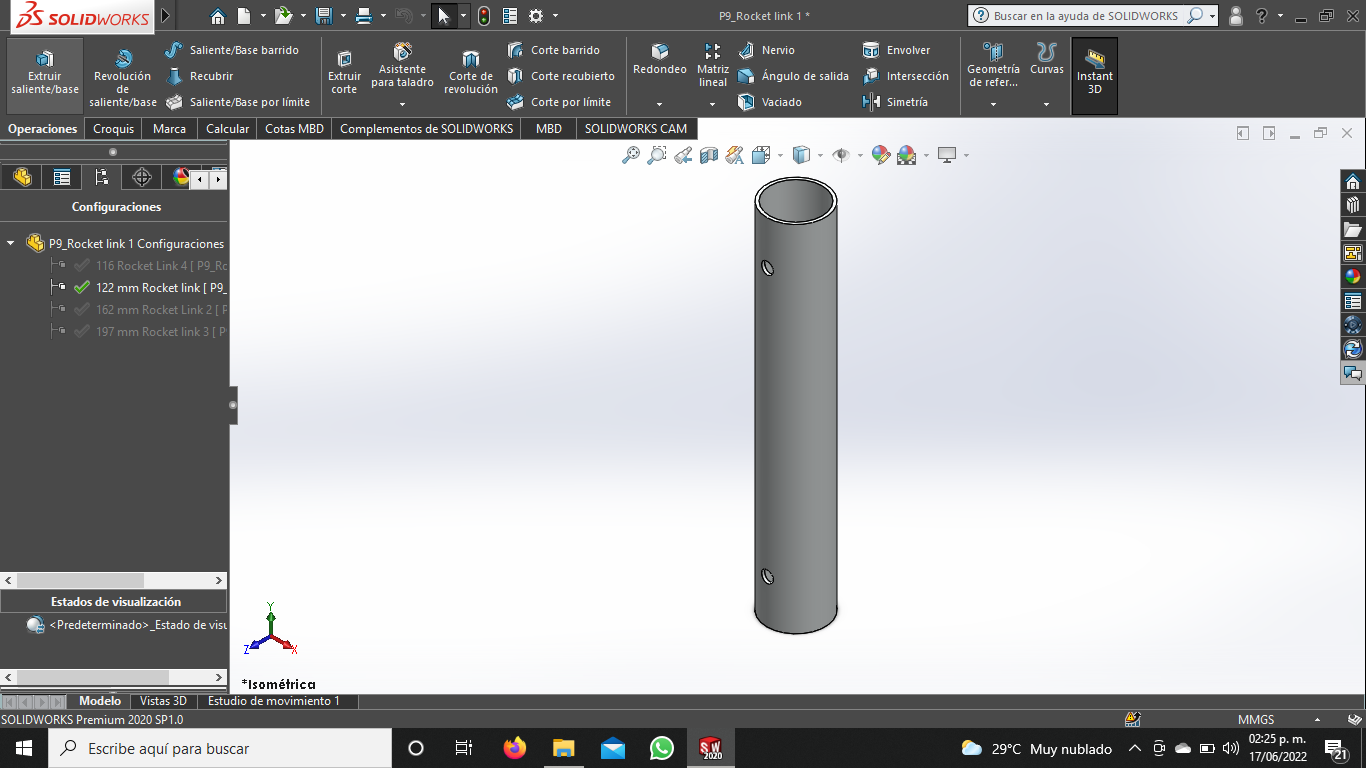 SOLIDWORKS
P9_Rocket link 1 *
Buscar en la ayuda de SOLIDWORKS
Extruir saliente/base
Revolución de saliente/base
Saliente/Base barrido
Recubrir
Saliente/Base por límite
Extruir corte
Asistente para taladro
Corte de revolución
Corte barrido
Corte recubierto
Corte por límite
Redondeo
Matriz lineal
Nervio
Ángulo de salida
Vaciado
Envolver
Intersección
Simetría
Geometría de refer...
Curvas
Instant 3D
Operaciones
Croquis
Marca
Calcular
Cotas MBD
Complementos de SOLIDWORKS
MBD
SOLIDWORKS CAM
Configuraciones
P9_Rocket link 1 Configuraciones
116 Rocket Link 4 [ P9_Rc
122 mm Rocket link [ P9_
162 mm Rocket Link 2 [ P
197 mm Rocket link 3 [ P
Estados de visualización
<Predeterminado>_Estado de visu
Y
Z
X
*Isométrica
Modelo
Vistas 3D
Estudio de movimiento 1
SOLIDWORKS Premium 2020 SP1.0
MMGS
Escribe aquí para buscar
SW
2020
29°C Muy nublado
02:25 p. m.
17/06/2022
21